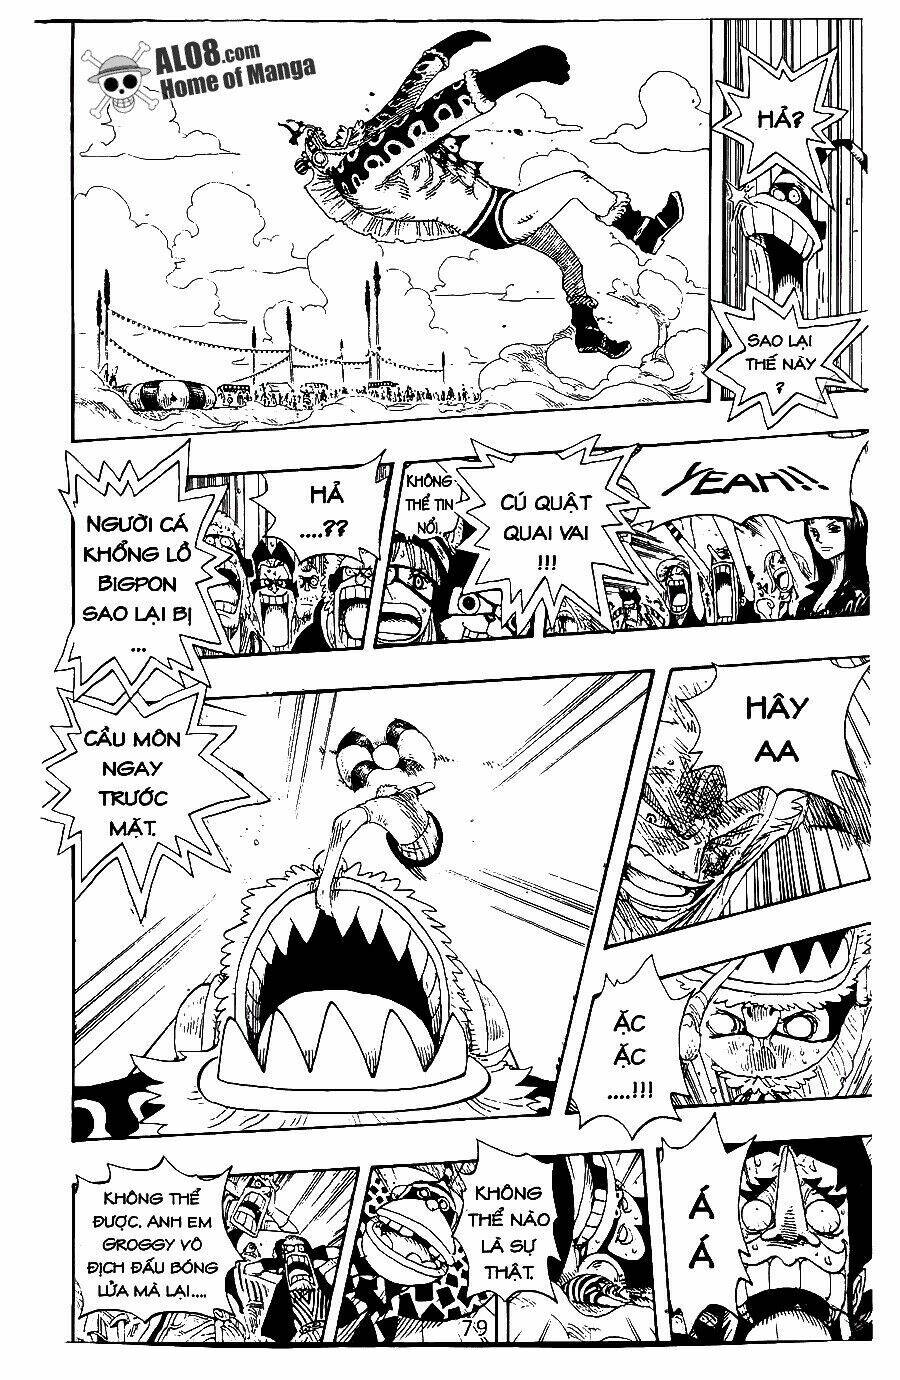 AL08.com
Home of Manga
HẢ?
SAO LẠI
THẾ NÀY
?
NGƯỜI CÁ
KHỔNG LỒ
BIGPON
SAO LẠI BỊ
...
HẢ
....??
KHÔNG
THỂ TIN
NỔI.
CÚ QUẬT
QUAI VAI
!!!
YEAH!!
CẦU MÔN
NGAY
TRƯỚC
MẶT.
HÂY
AA
ẶC
ẶC
....!!!
KHÔNG THỂ
ĐƯỢC, ANH EM
GROGGY VÔ
ĐỊCH ĐẤU BÓNG
LỬA MÀ LẠI....
KHÔNG
THỂ NÀO
LÀ SỰ
THẬT.
Á
Á
79